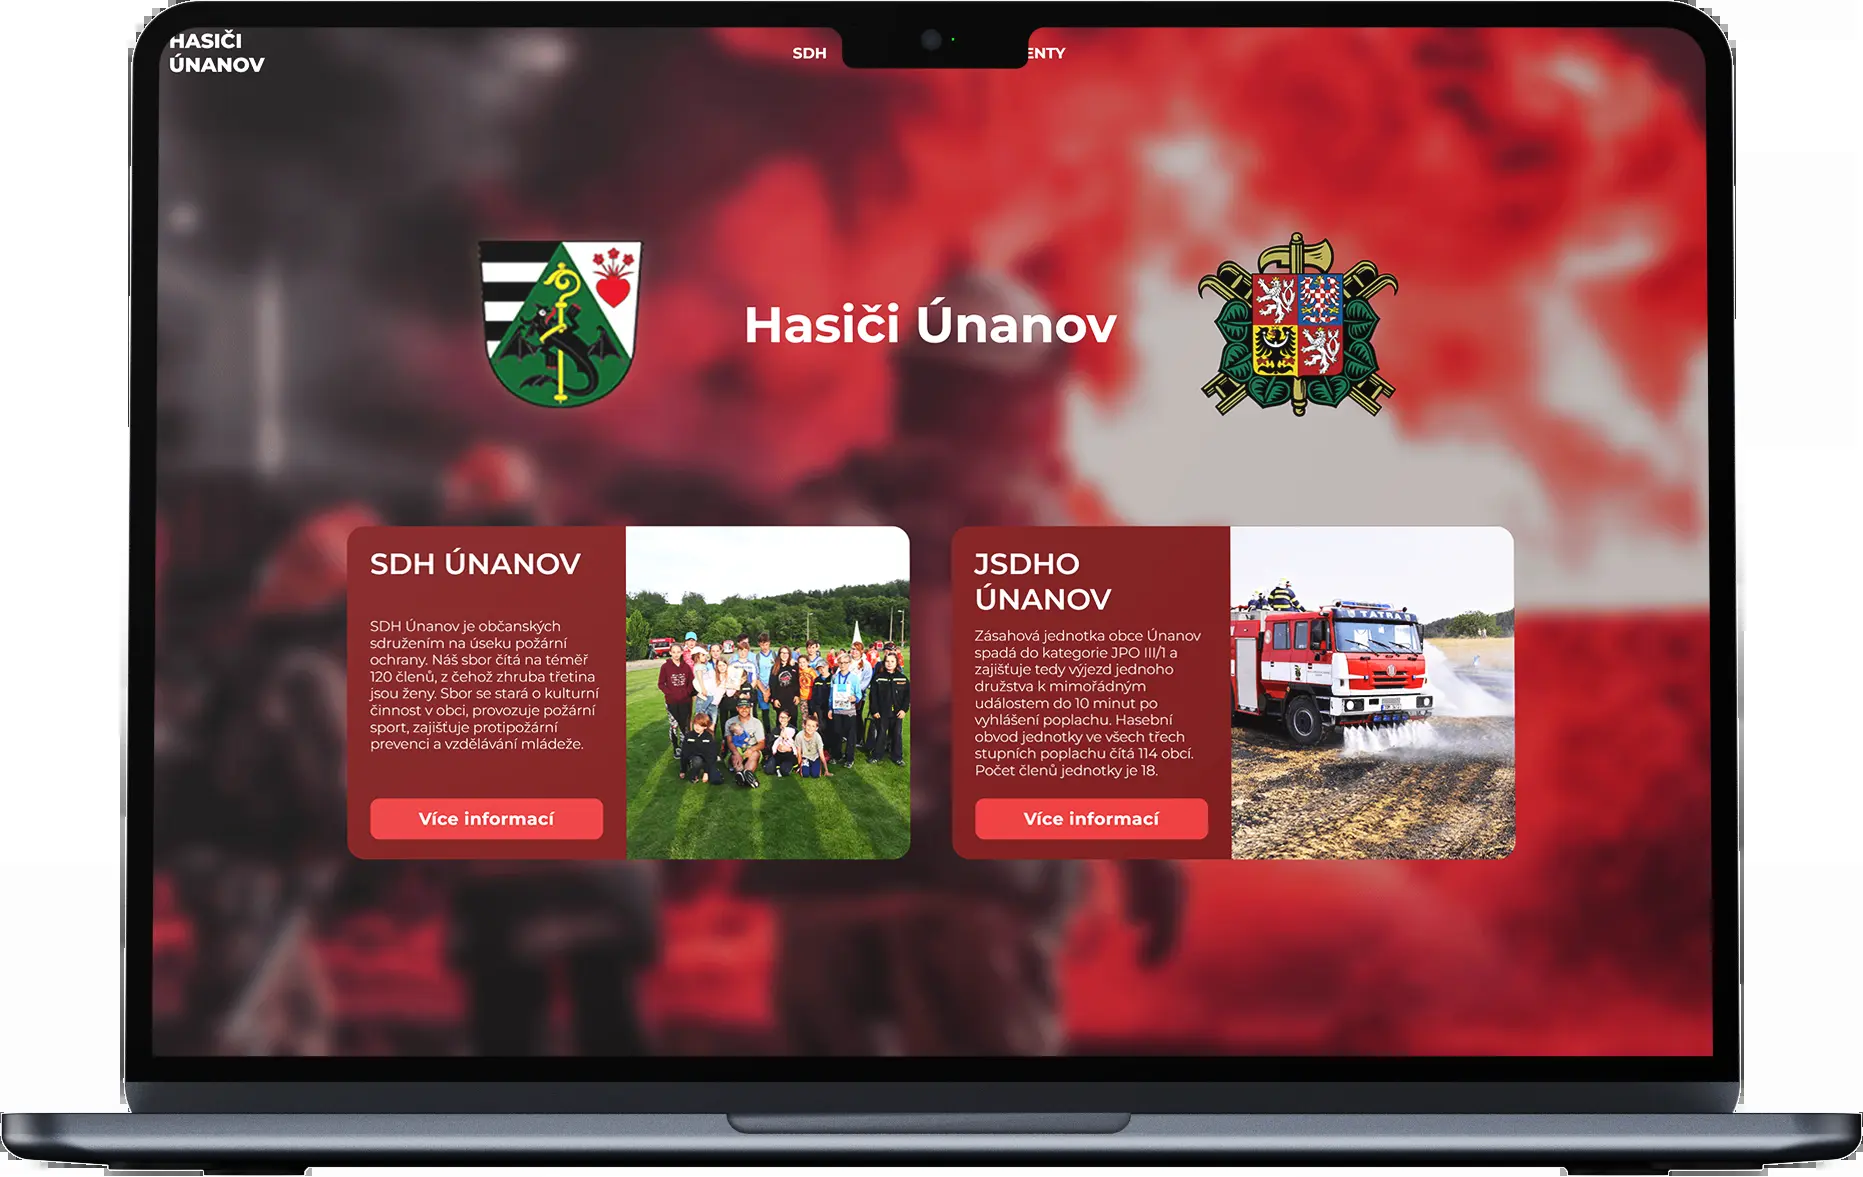 HASIČI
ÚNANOV
SDH
ENTY
Hasiči Únanov
SDH ÚNANOV
SDH Únanov je občanských
sdružením na úseku požární
ochrany. Náš sbor čítá na téměř
120 členů, z čehož zhruba třetina
jsou ženy. Sbor se stará o kulturní
činnost v obci, provozuje požární
sport, zajišťuje protipožární
prevenci a vzdělávání mládeže.
Více informací
JSDHO
ÚNANOV
Zásahová jednotka obce Únanov
spadá do kategorie JPO III/1 a
zajišťuje tedy výjezd jednoho
družstva k mimořádným
událostem do 10 minut po
vyhlášení poplachu. Hasební
obvod jednotky ve všech třech
stupních poplachu čítá 114 obcí.
Počet členů jednotky je 18.
Více informací
TATRA